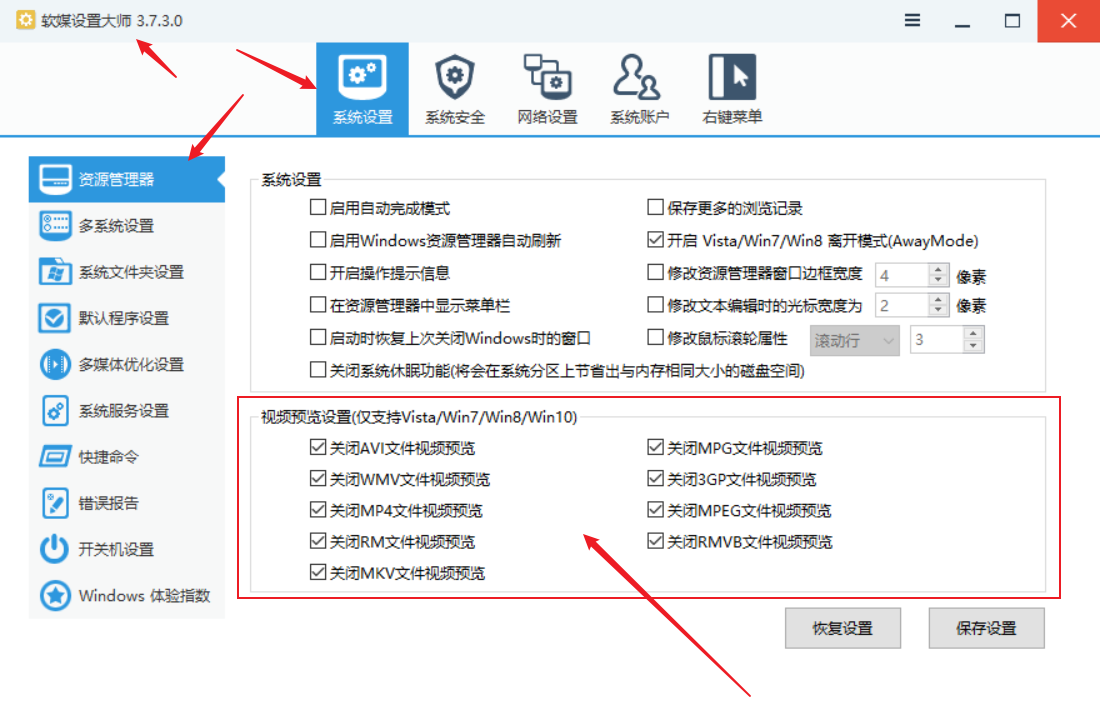 软媒设置大师 3.7.3.0
系统设置
系统安全
网络设置
系统账户
右键菜单
资源管理器
多系统设置
系统文件夹设置
默认程序设置
多媒体优化设置
系统服务设置
快捷命令
错误报告
开关机设置
Windows 体验指数
系统设置
启用自动完成模式
保存更多的浏览记录
启用Windows资源管理器自动刷新
开启 Vista/Win7/Win8 离开模式(AwayMode)
开启操作提示信息
修改资源管理器窗口边框宽度 4 像素
在资源管理器中显示菜单栏
修改文本编辑时的光标宽度为 2 像素
启动时恢复上次关闭Windows时的窗口
修改鼠标滚轮属性 滚动行 3
关闭系统休眠功能(将会在系统分区上节省出与内存相同大小的磁盘空间)
视频预览设置(仅支持Vista/Win7/Win8/Win10)
关闭AVI文件视频预览
关闭MPG文件视频预览
关闭WMV文件视频预览
关闭3GP文件视频预览
关闭MP4文件视频预览
关闭MPEG文件视频预览
关闭RM文件视频预览
关闭RMVB文件视频预览
关闭MKV文件视频预览
恢复设置
保存设置